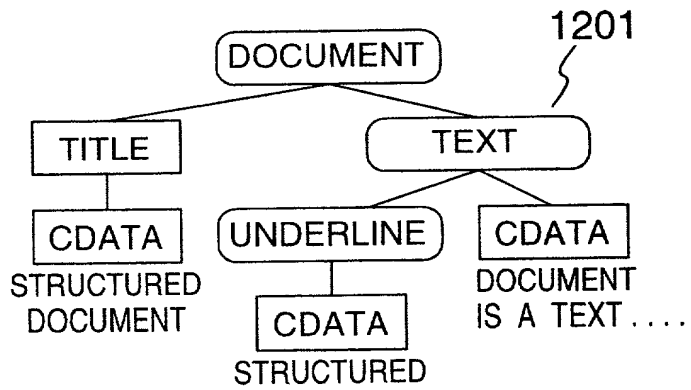 1201
DOCUMENT
TITLE
TEXT
CDATA
UNDERLINE
CDATA
STRUCTURED
DOCUMENT
DOCUMENT
IS A TEXT ....
CDATA
STRUCTURED